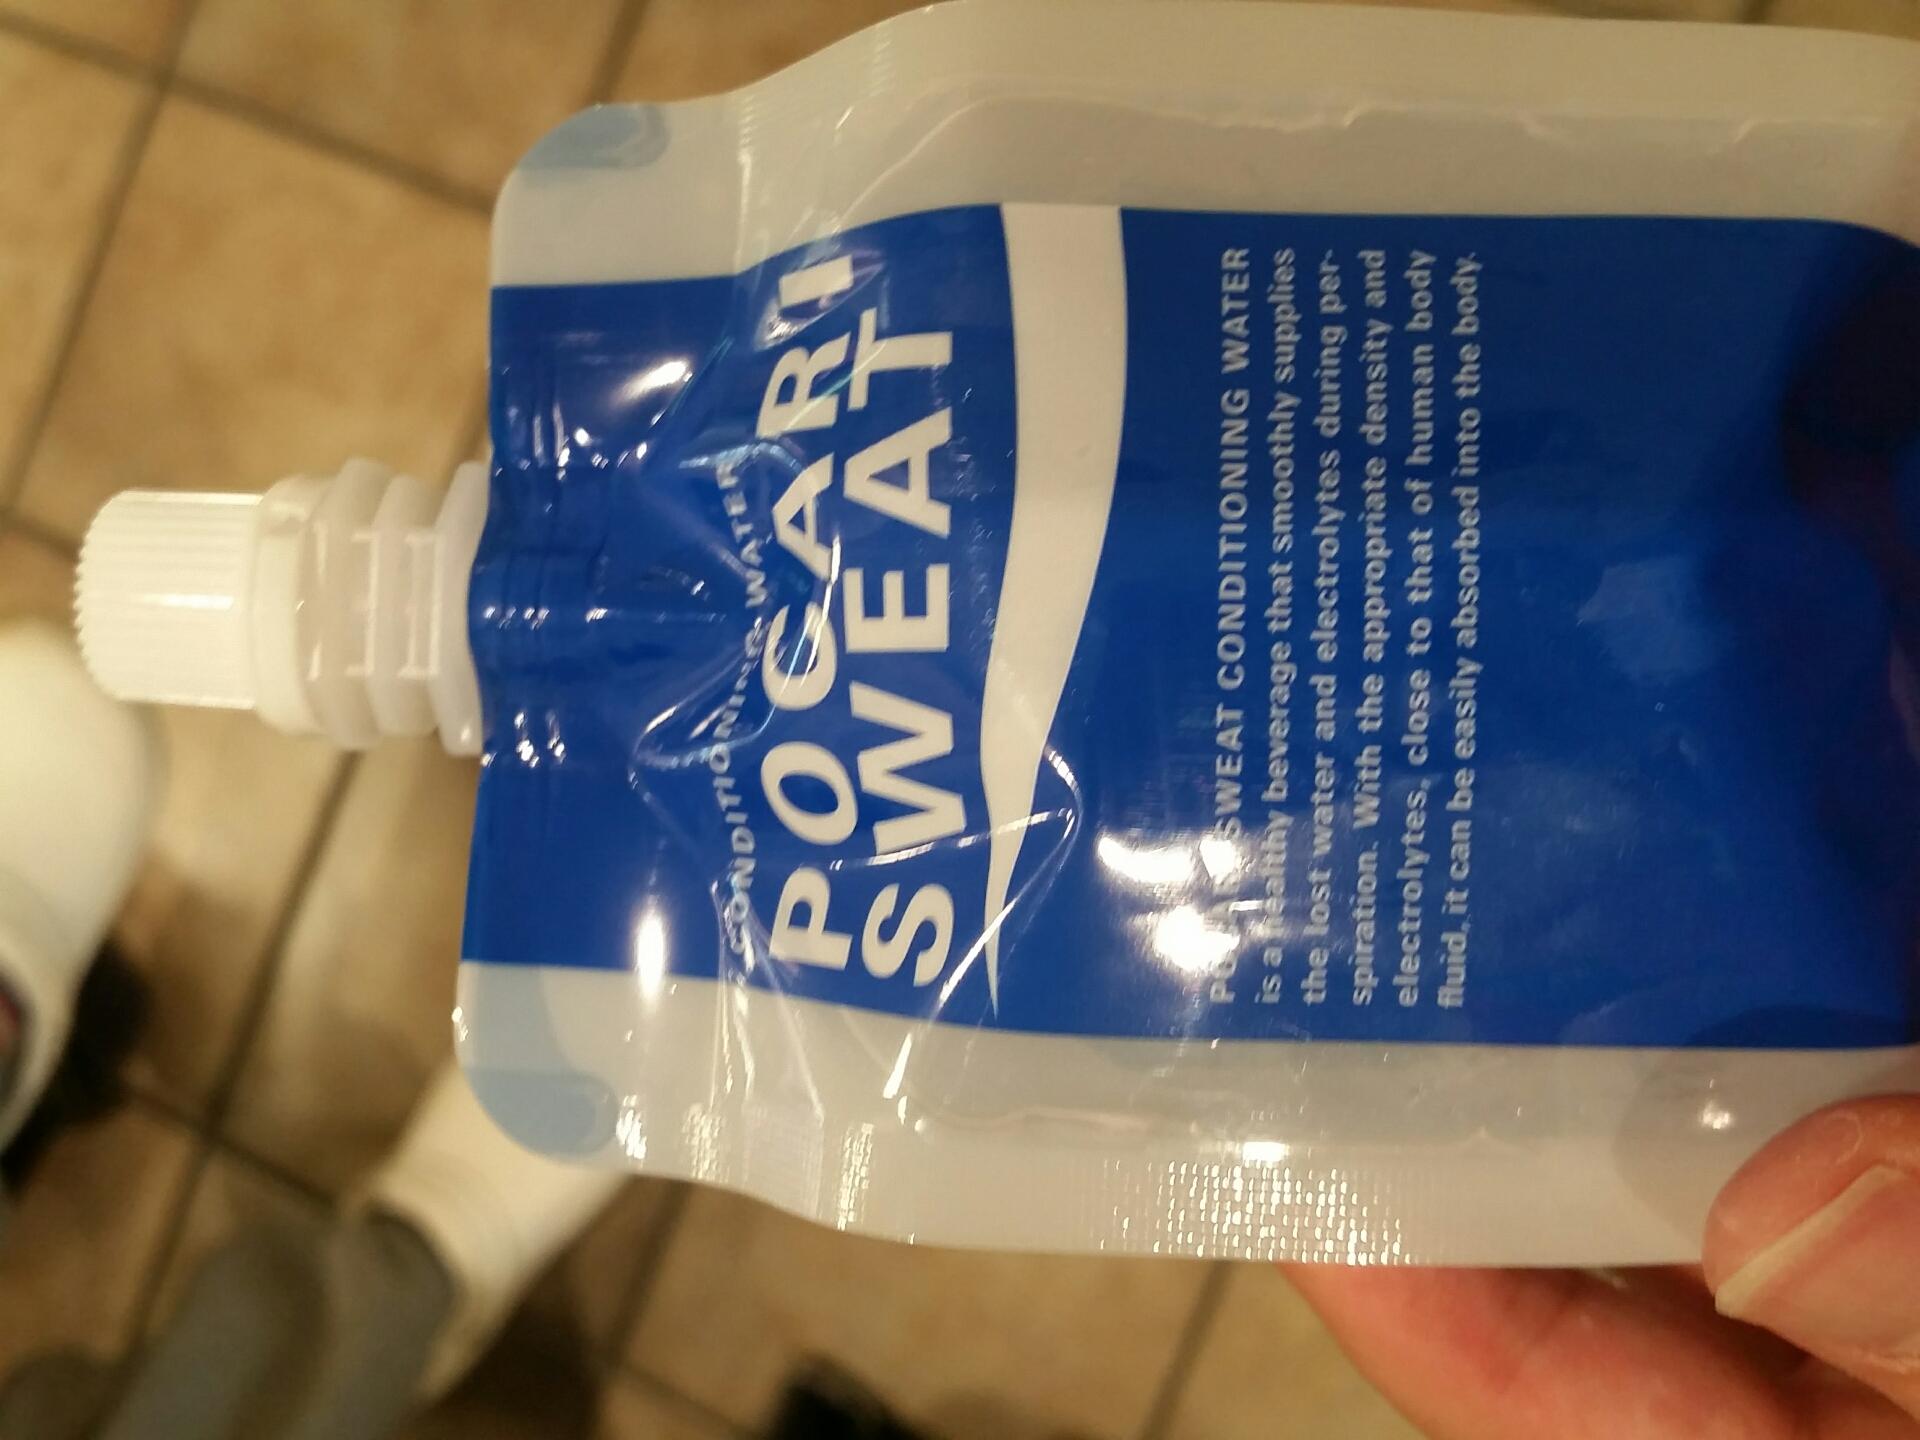 CONDITIONING WATER
POCARI
SWEAT
POCARI SWEAT CONDITIONING WATER
is a healthy beverage that smoothly supplies
the lost water and electrolytes during per-
spiration. With the appropriate density and
electrolytes, close to that of human body
fluid, it can be easily absorbed into the body.